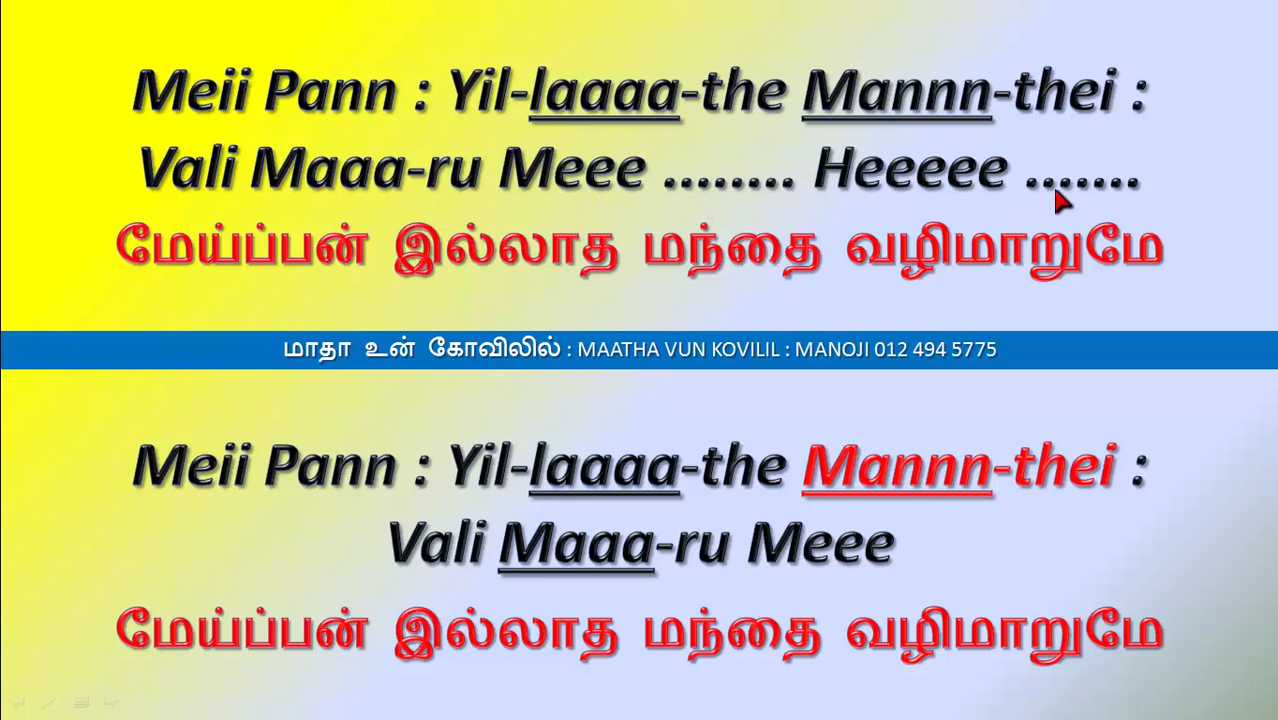 Meii Pann : Yil-laaaa-the Mannn-thei :
Vali Maaa-ru Meee ........ Heeeee .......
மேய்ப்பன் இல்லாத மந்தை வழிமாறுமே
மாதா உன் கோவிலில் : MAATHA VUN KOVILIL : MANOJI 012 494 5775
Meii Pann : Yil-laaaa-the Mannn-thei :
Vali Maaa-ru Meee
மேய்ப்பன் இல்லாத மந்தை வழிமாறுமே